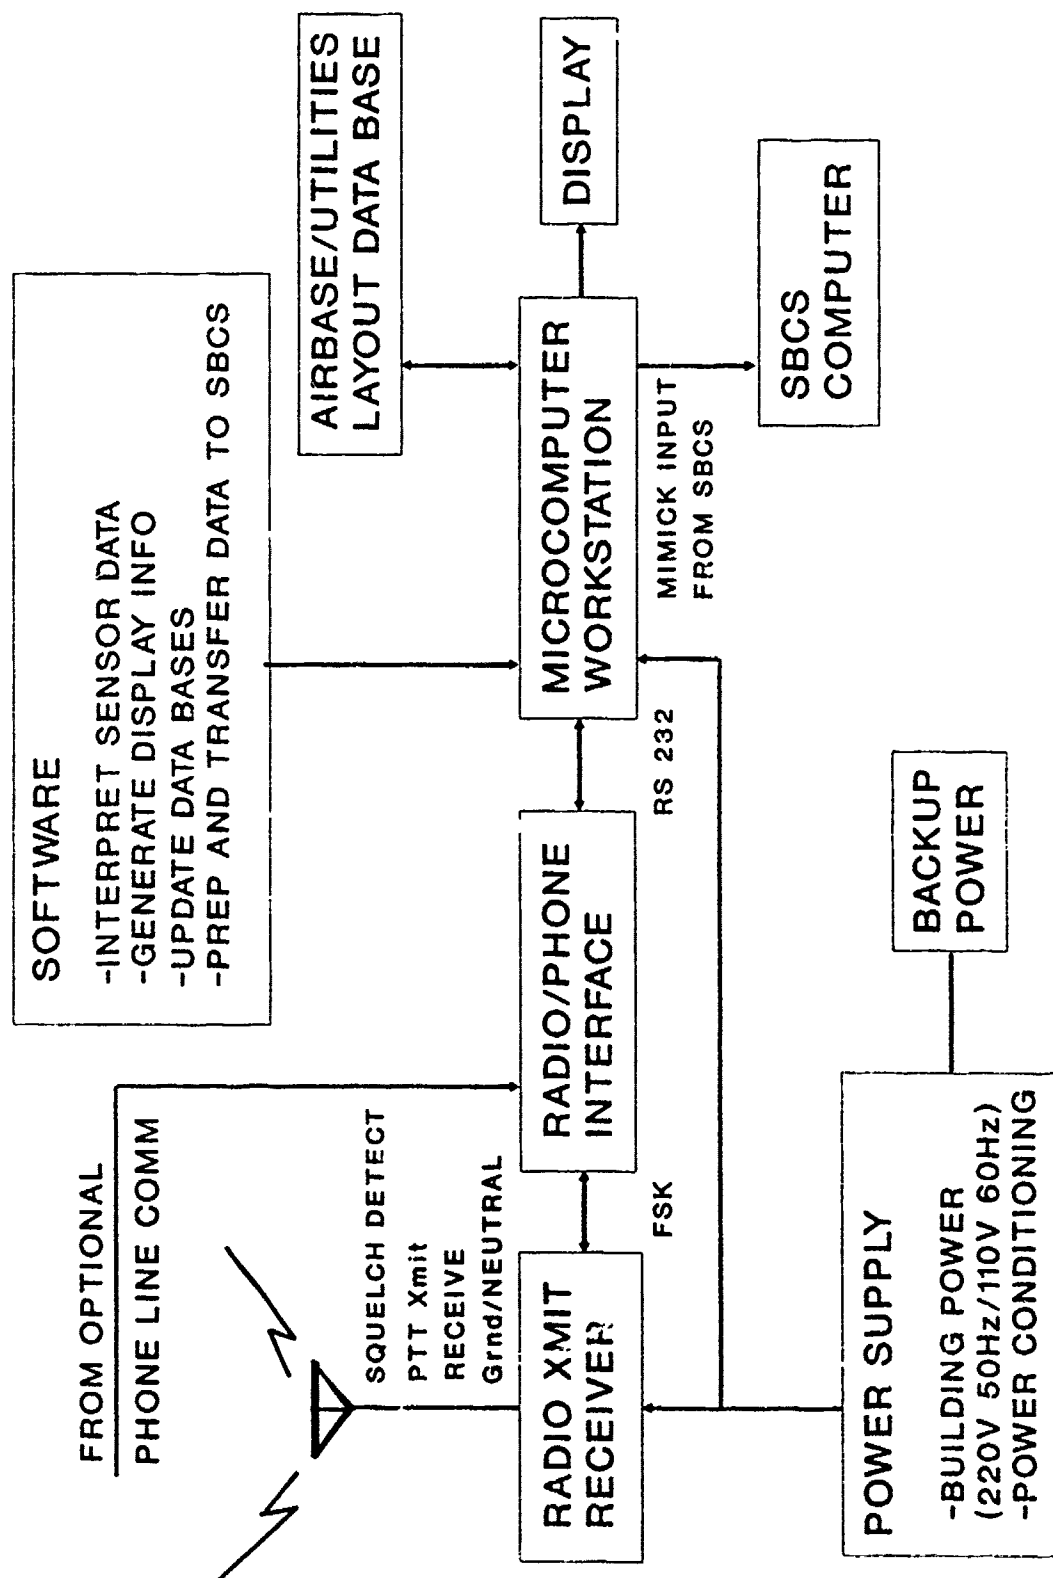 SOFTWARE
-INTERPRET SENSOR DATA
-GENERATE DISPLAY INFO
-UPDATE DATA BASES
-PREP AND TRANSFER DATA TO SBCS
FROM OPTIONAL
PHONE LINE COMM
AIRBASE/UTILITIES
LAYOUT DATA BASE
SQUELCH DETECT
PTT Xmit
RECEIVE
Grnd/NEUTRAL
RADIO XMIT
RECEIVER
FSK
RADIO/PHONE
INTERFACE
RS 232
MICROCOMPUTER
WORKSTATION
DISPLAY
MIMICK INPUT
FROM SBCS
SBCS
COMPUTER
POWER SUPPLY
-BUILDING POWER
(220V 50Hz/110V 60Hz)
-POWER CONDITIONING
BACKUP
POWER